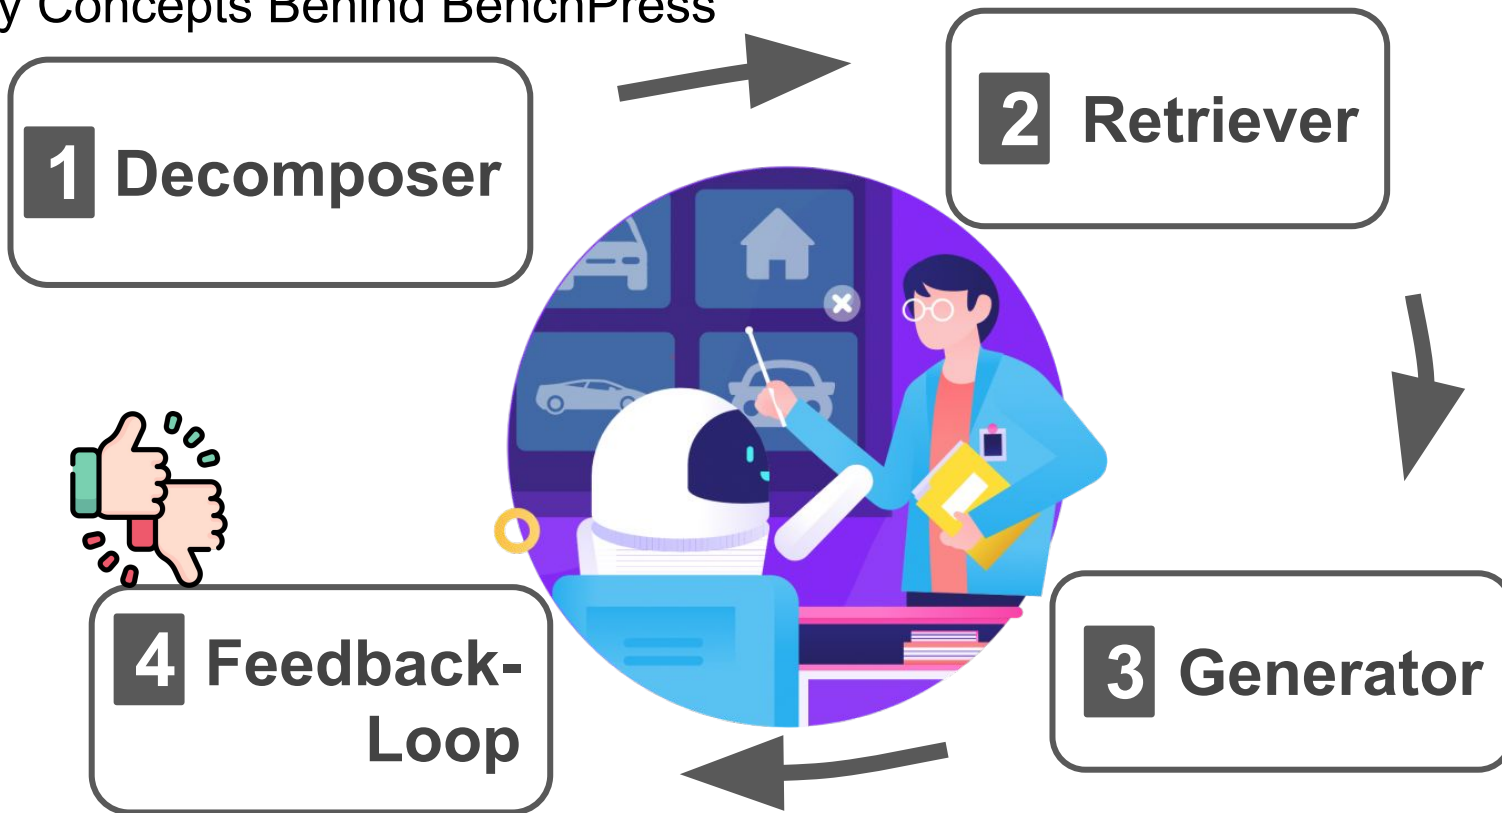 y Concepts Behind BenchPress
1 Decomposer
2 Retriever
3 Generator
4 Feedback-
Loop